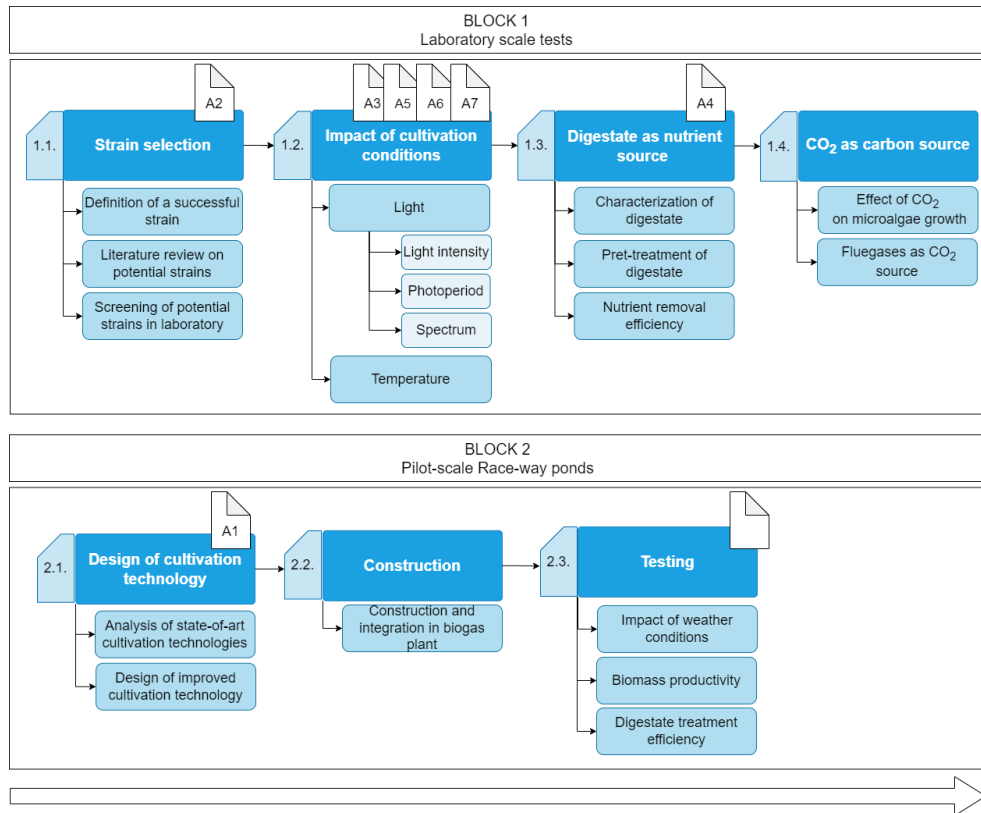 BLOCK 1
Laboratory scale tests
A2
A3
A5
A6
A7
A4
1.1.
Strain selection
1.2.
Impact of cultivation
conditions
1.3.
Digestate as nutrient
source
1.4.
CO2 as carbon source
Definition of a successful
strain
Literature review on
potential strains
Screening of potential
strains in laboratory
Light
Light intensity
Photoperiod
Spectrum
Temperature
Characterization of
digestate
Pret-treatment of
digestate
Nutrient removal
efficiency
Effect of CO2
on microalgae growth
Fluegases as CO2
source
BLOCK 2
Pilot-scale Race-way ponds
A1
2.1.
Design of cultivation
technology
2.2.
Construction
2.3.
Testing
Analysis of state-of-art
cultivation technologies
Design of improved
cultivation technology
Construction and
integration in biogas
plant
Impact of weather
conditions
Biomass productivity
Digestate treatment
efficiency